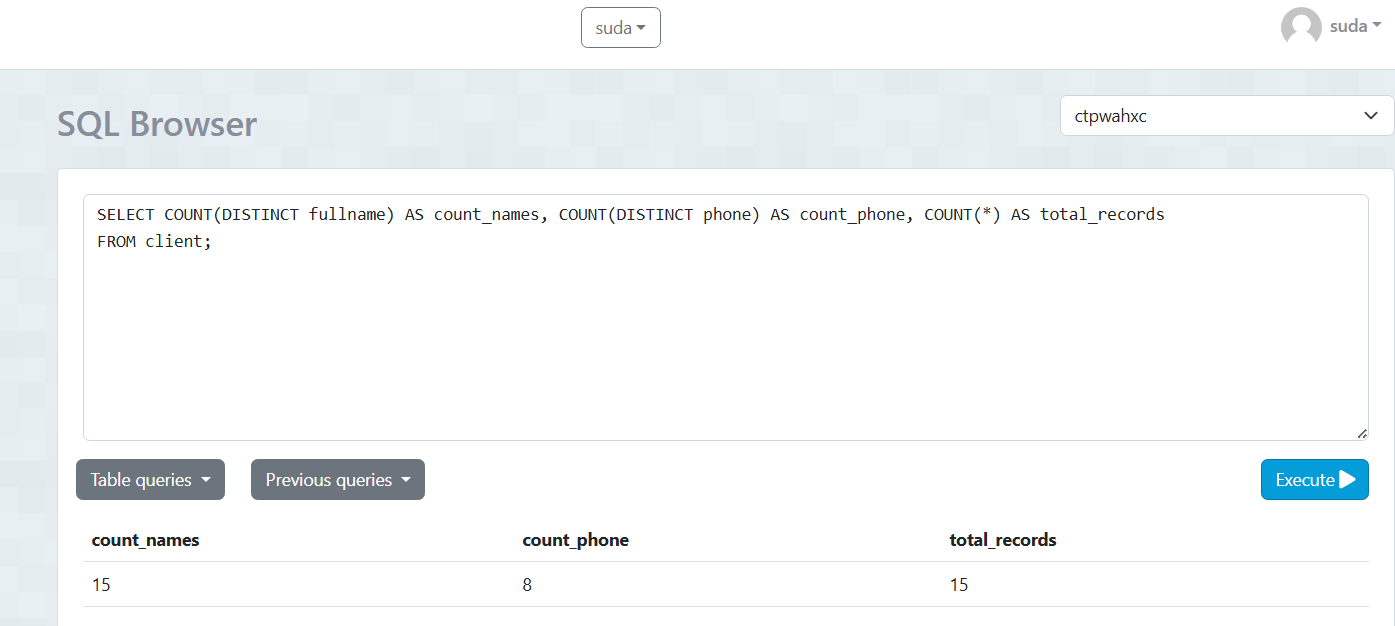 suda
suda
SQL Browser
ctpwahxc
SELECT COUNT(DISTINCT fullname) AS count_names, COUNT(DISTINCT phone) AS count_phone, COUNT(*) AS total_records
FROM client;
Table queries
Previous queries
Execute
count_names count_phone total_records
15 8 15